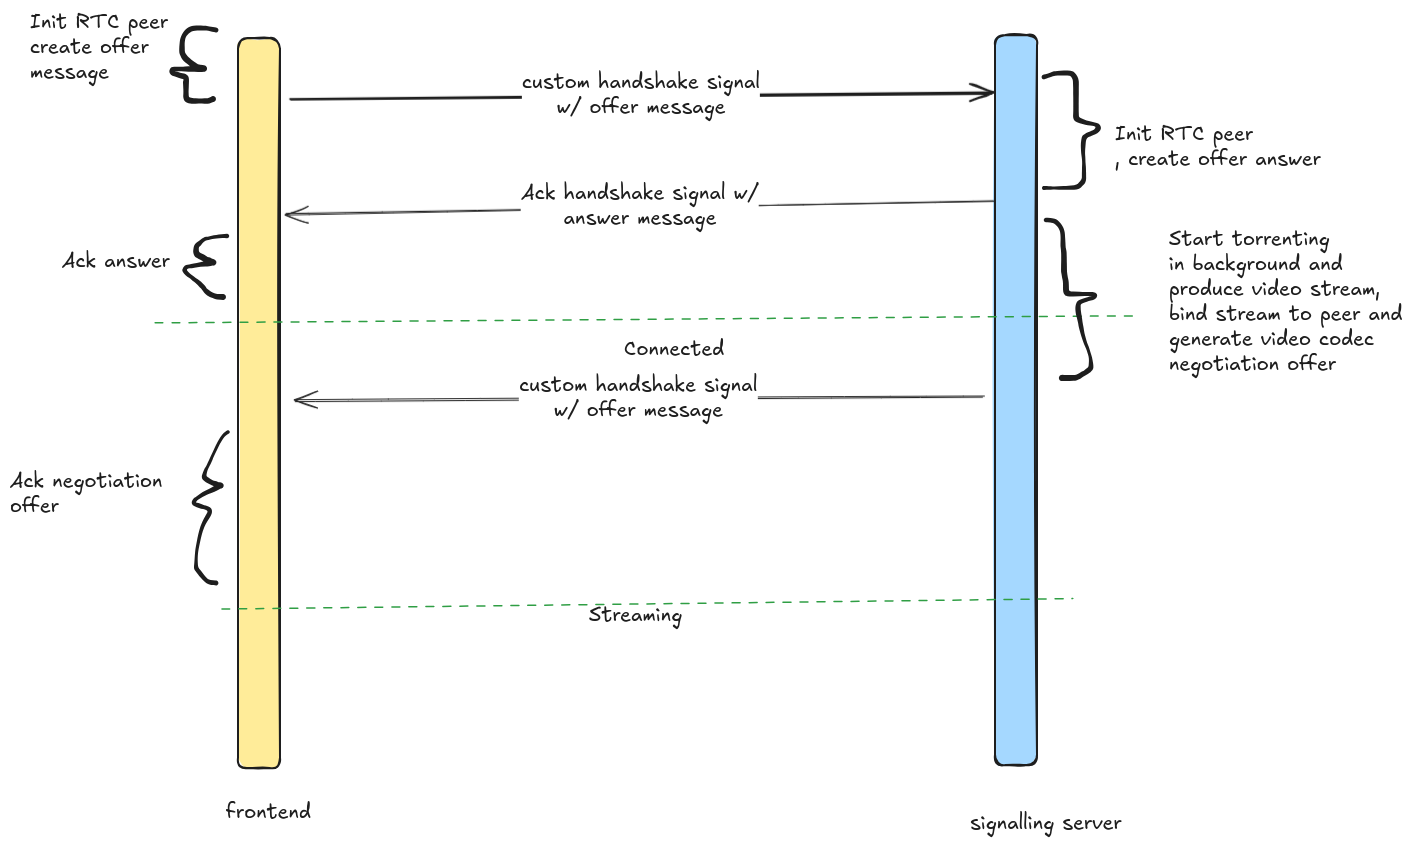 Init RTC peer
create offer
message
custom handshake signal
w/ offer message
Init RTC peer
, create offer answer
Ack handshake signal w/
answer message
Ack answer
Start torrenting
in background and
produce video stream,
bind stream to peer and
generate video codec
negotiation offer
Connected
custom handshake signal
w/ offer message
Ack negotiation
offer
Streaming
frontend
signalling server